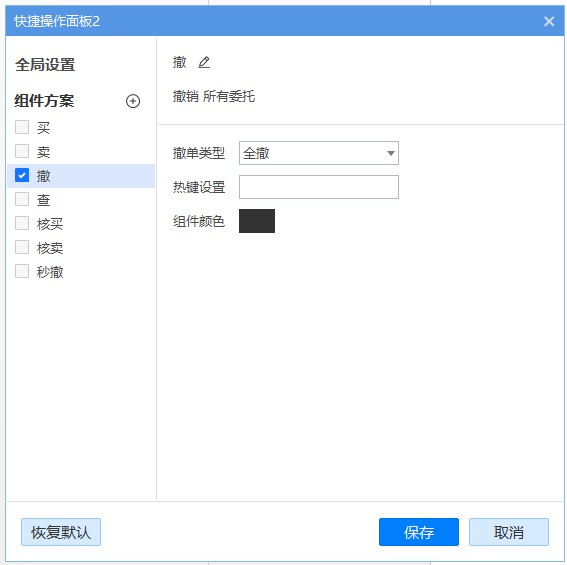 快捷操作面板2
全局设置
组件方案
买
卖
撤
查
核买
核卖
秒撤
撤
撤销 所有委托
撤单类型 全撤
热键设置
组件颜色
恢复默认 保存 取消